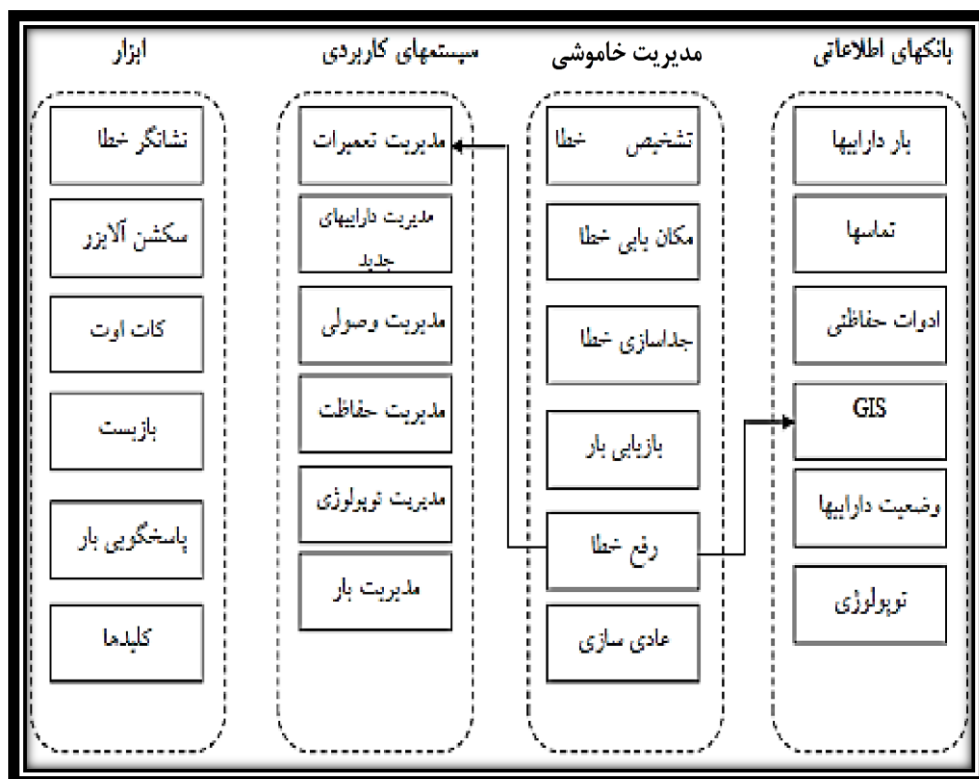 بانکهای اطلاعاتی
بار داراییها
تماسها
ادوات حفاظتی
GIS
وضعیت داراییها
توپولوژی
مدیریت خاموشی
تشخیص خطا
مکان یابی خطا
جداسازی خطا
بازیابی بار
رفع خطا
عادی سازی
سیستمهای کاربردی
مدیریت تعمیرات
مدیریت داراییهای
جدید
مدیریت وصولی
مدیریت حفاظت
مدیریت توپولوژی
مدیریت بار
ابزار
نشانگر خطا
سکشن آلایزر
کات اوت
بازبست
پاسخگویی بار
کلیدها